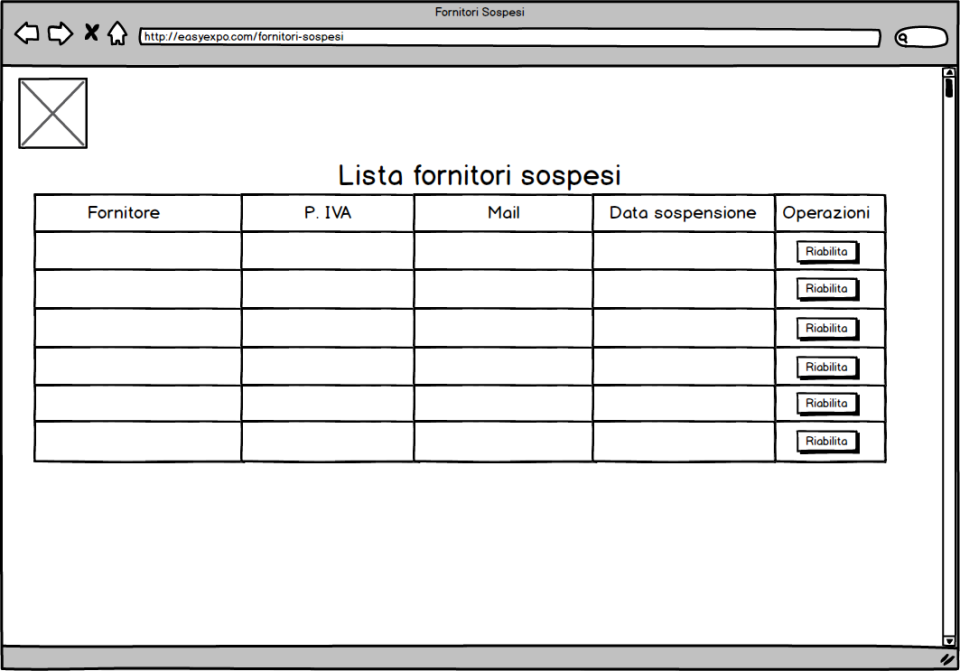 Fornitori Sospesi
http://easyexpo.com/fornitori-sospesi
Lista fornitori sospesi
Fornitore P. IVA Mail Data sospensione Operazioni
Riabilita
Riabilita
Riabilita
Riabilita
Riabilita
Riabilita